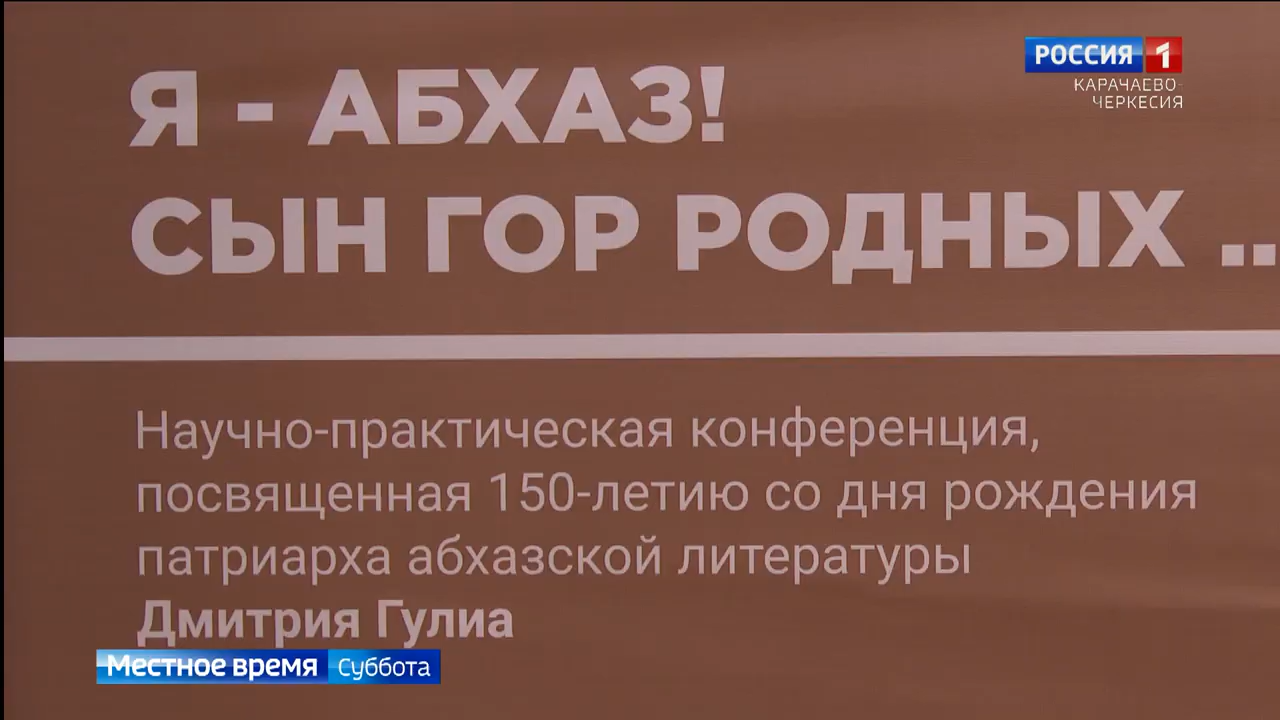 РОССИЯ 1
КАРАЧАЕВО-
ЧЕРКЕСИЯ
Я - АБХАЗ!
СЫН ГОР РОДНЫХ ..
Научно-практическая конференция,
посвященная 150-летию со дня рождения
патриарха абхазской литературы
Дмитрия Гулиа
Местное время Суббота